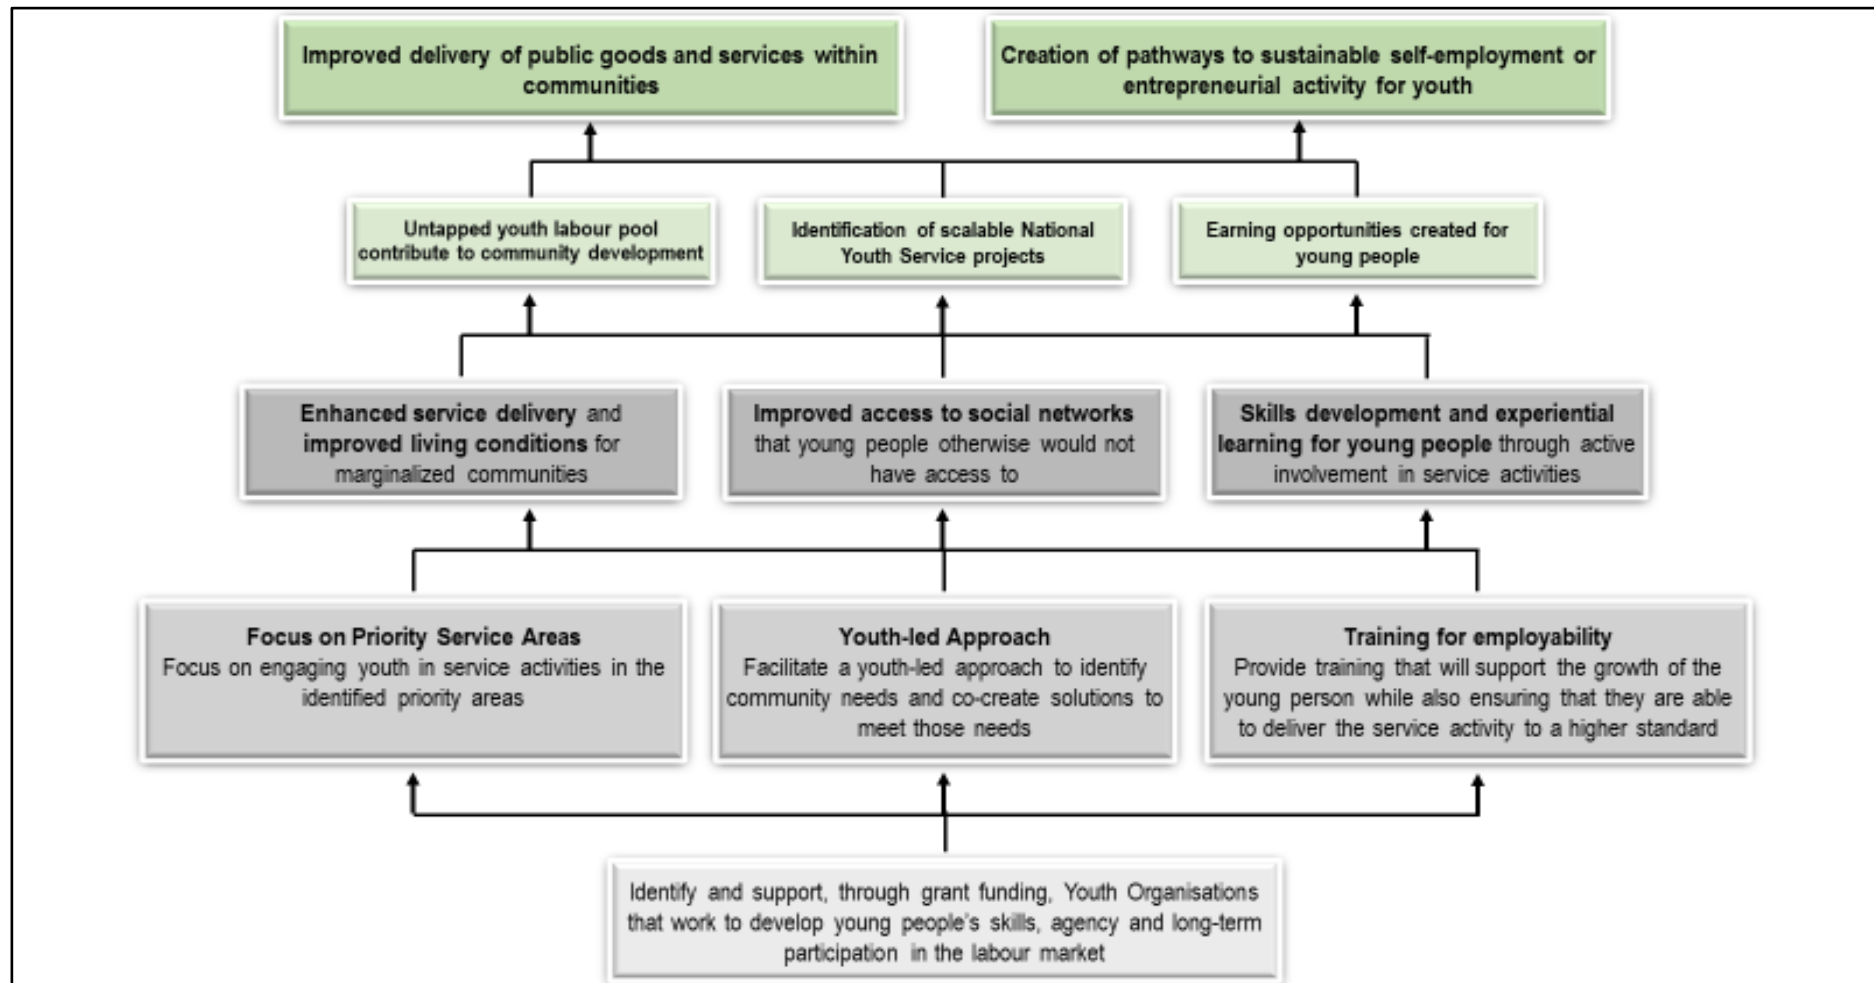 Improved delivery of public goods and services within
communities
Creation of pathways to sustainable self-employment or
entrepreneurial activity for youth
Untapped youth labour pool
contribute to community development
Identification of scalable National
Youth Service projects
Earning opportunities created for
young people
Enhanced service delivery and
improved living conditions for
marginalized communities
Improved access to social networks
that young people otherwise would not
have access to
Skills development and experiential
learning for young people through active
involvement in service activities
Focus on Priority Service Areas
Focus on engaging youth in service activities in the
identified priority areas
Youth-led Approach
Facilitate a youth-led approach to identify
community needs and co-create solutions to
meet those needs
Training for employability
Provide training that will support the growth of the
young person while also ensuring that they are able
to deliver the service activity to a higher standard
Identify and support, through grant funding, Youth Organisations
that work to develop young people's skills, agency and long-term
participation in the labour market